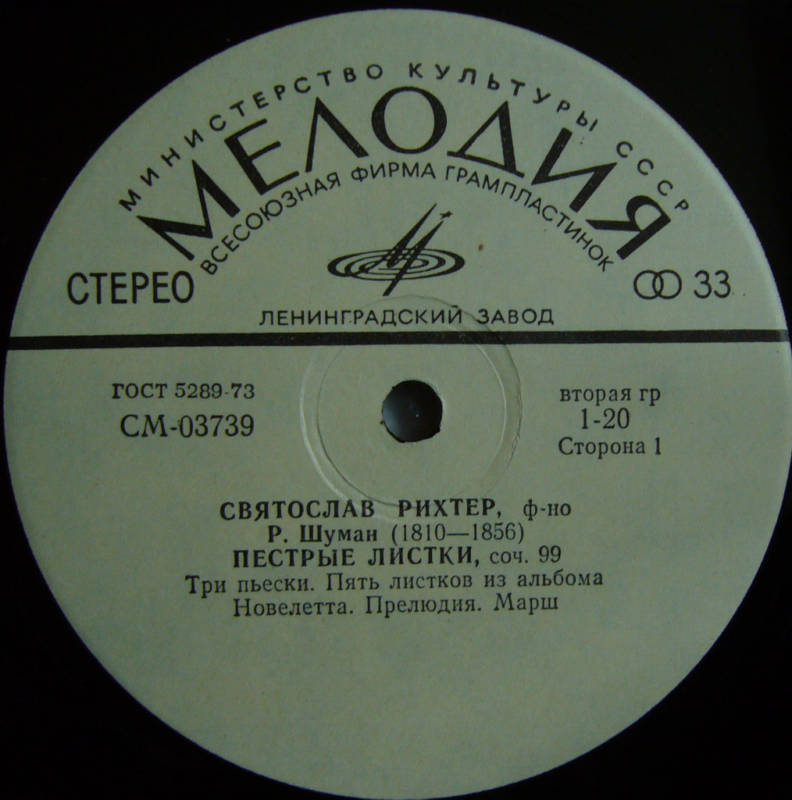 МИНИСТЕРСТВО КУЛЬТУРЫ СССР
МЕЛОДИЯ
ВСЕСОЮЗНАЯ ФИРМА ГРАМПЛАСТИНОК
СТЕРЕО
33
ЛЕНИНГРАДСКИЙ ЗАВОД
ГОСТ 5289-73
СМ-03739
вторая гр
1-20
Сторона 1
СВЯТОСЛАВ РИХТЕР, ф-но
Р. Шуман (1810—1856)
ПЕСТРЫЕ ЛИСТКИ, соч. 99
Три пьески. Пять листков из альбома
Новелетта. Прелюдия. Марш